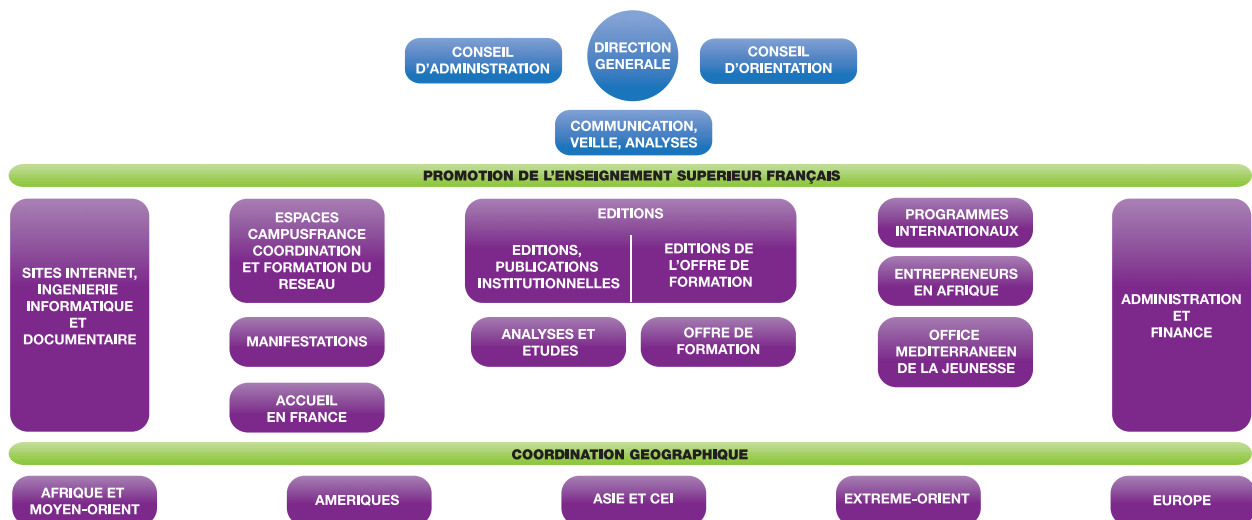 CONSEIL
D'ADMINISTRATION
DIRECTION
GENERALE
CONSEIL
D'ORIENTATION
COMMUNICATION,
VEILLE, ANALYSES
PROMOTION DE L'ENSEIGNEMENT SUPERIEUR FRANÇAIS
SITES INTERNET,
INGENIERIE
INFORMATIQUE
ET
DOCUMENTAIRE
ESPACES
CAMPUSFRANCE
COORDINATION
ET FORMATION DU
RESEAU
MANIFESTATIONS
ACCUEIL
EN FRANCE
EDITIONS
EDITIONS,
PUBLICATIONS
INSTITUTIONNELLES
EDITIONS DE
L'OFFRE DE
FORMATION
ANALYSES ET
ETUDES
OFFRE DE
FORMATION
PROGRAMMES
INTERNATIONAUX
ENTREPRENEURS
EN AFRIQUE
OFFICE
MEDITERRANEEN
DE LA JEUNESSE
ADMINISTRATION
ET
FINANCE
COORDINATION GEOGRAPHIQUE
AFRIQUE ET
MOYEN-ORIENT
AMERIQUES
ASIE ET CEI
EXTREME-ORIENT
EUROPE